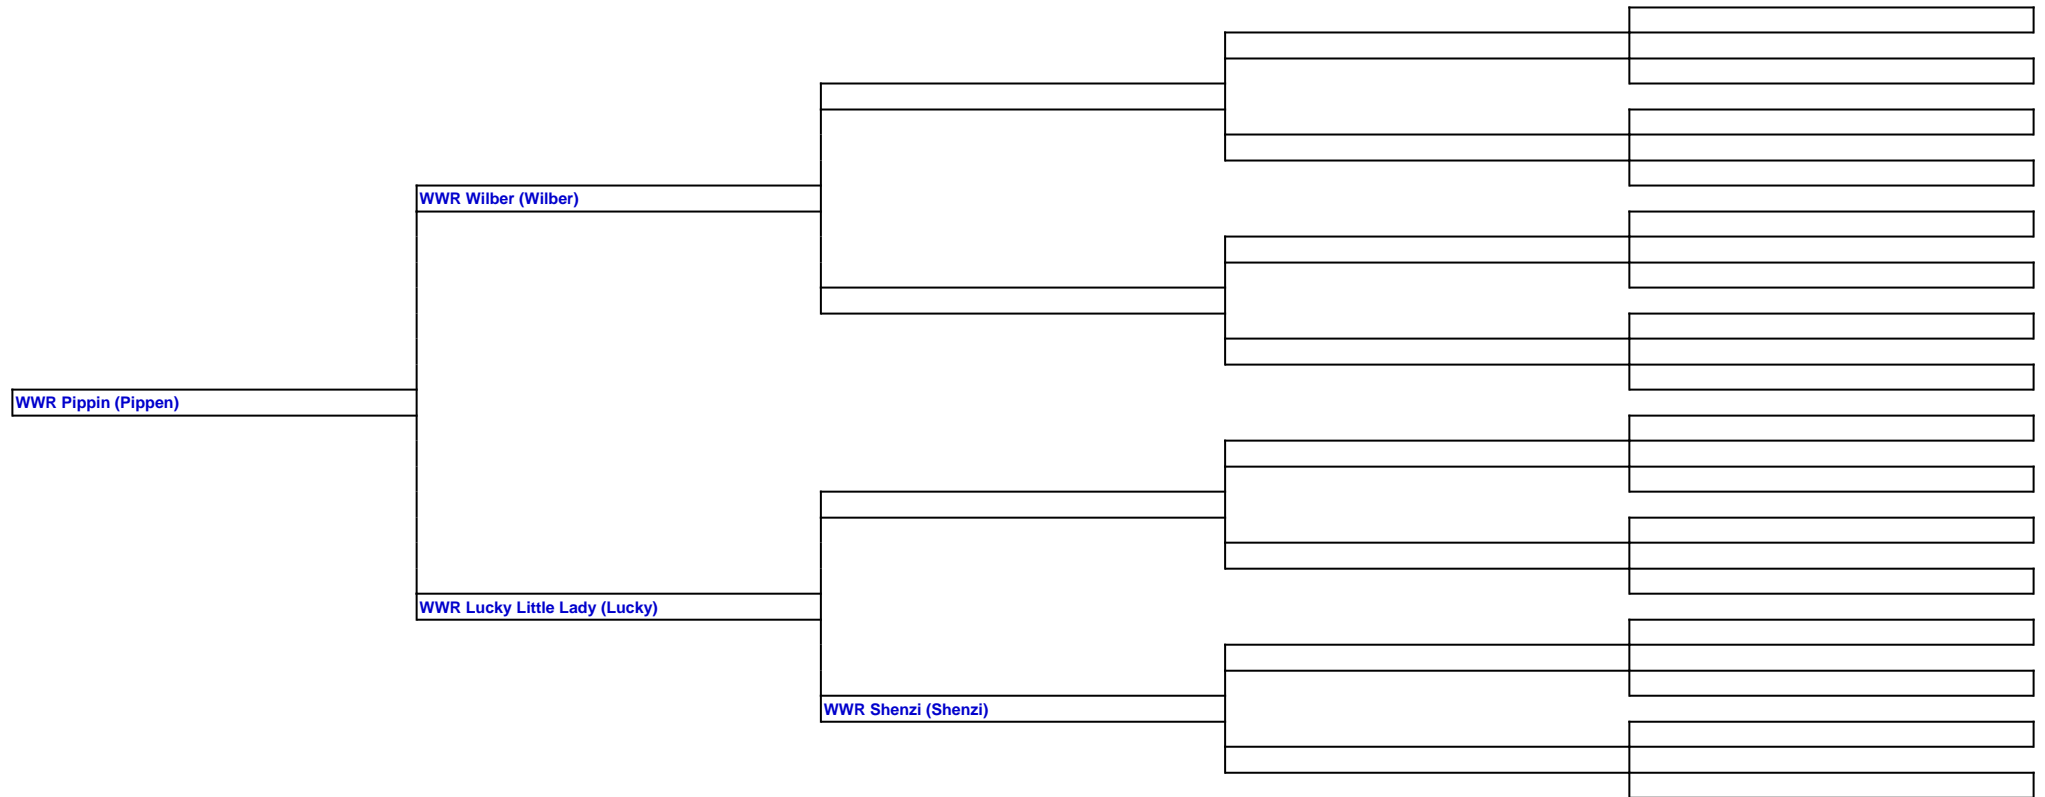 WWR Wilber (Wilber)
WWR Pippin (Pippen)
WWR Lucky Little Lady (Lucky)
WWR Shenzi (Shenzi)